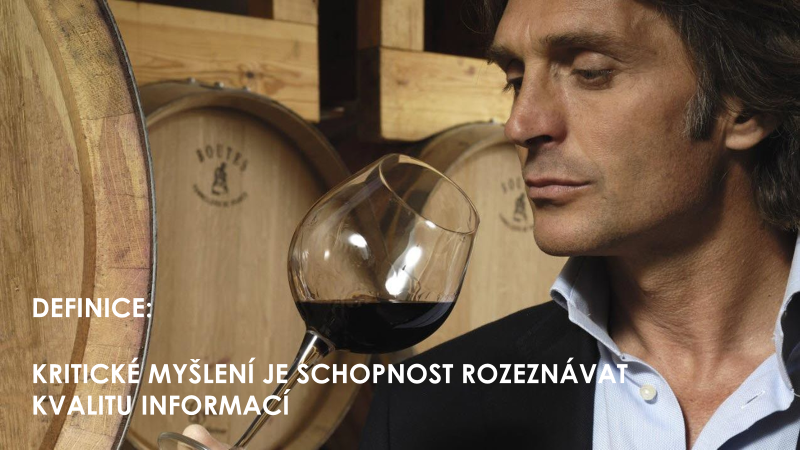 BOUTES
DEFINICE:
KRITICKÉ MYŠLENÍ JE SCHOPNOST ROZEZNÁVAT
KVALITU INFORMACÍ